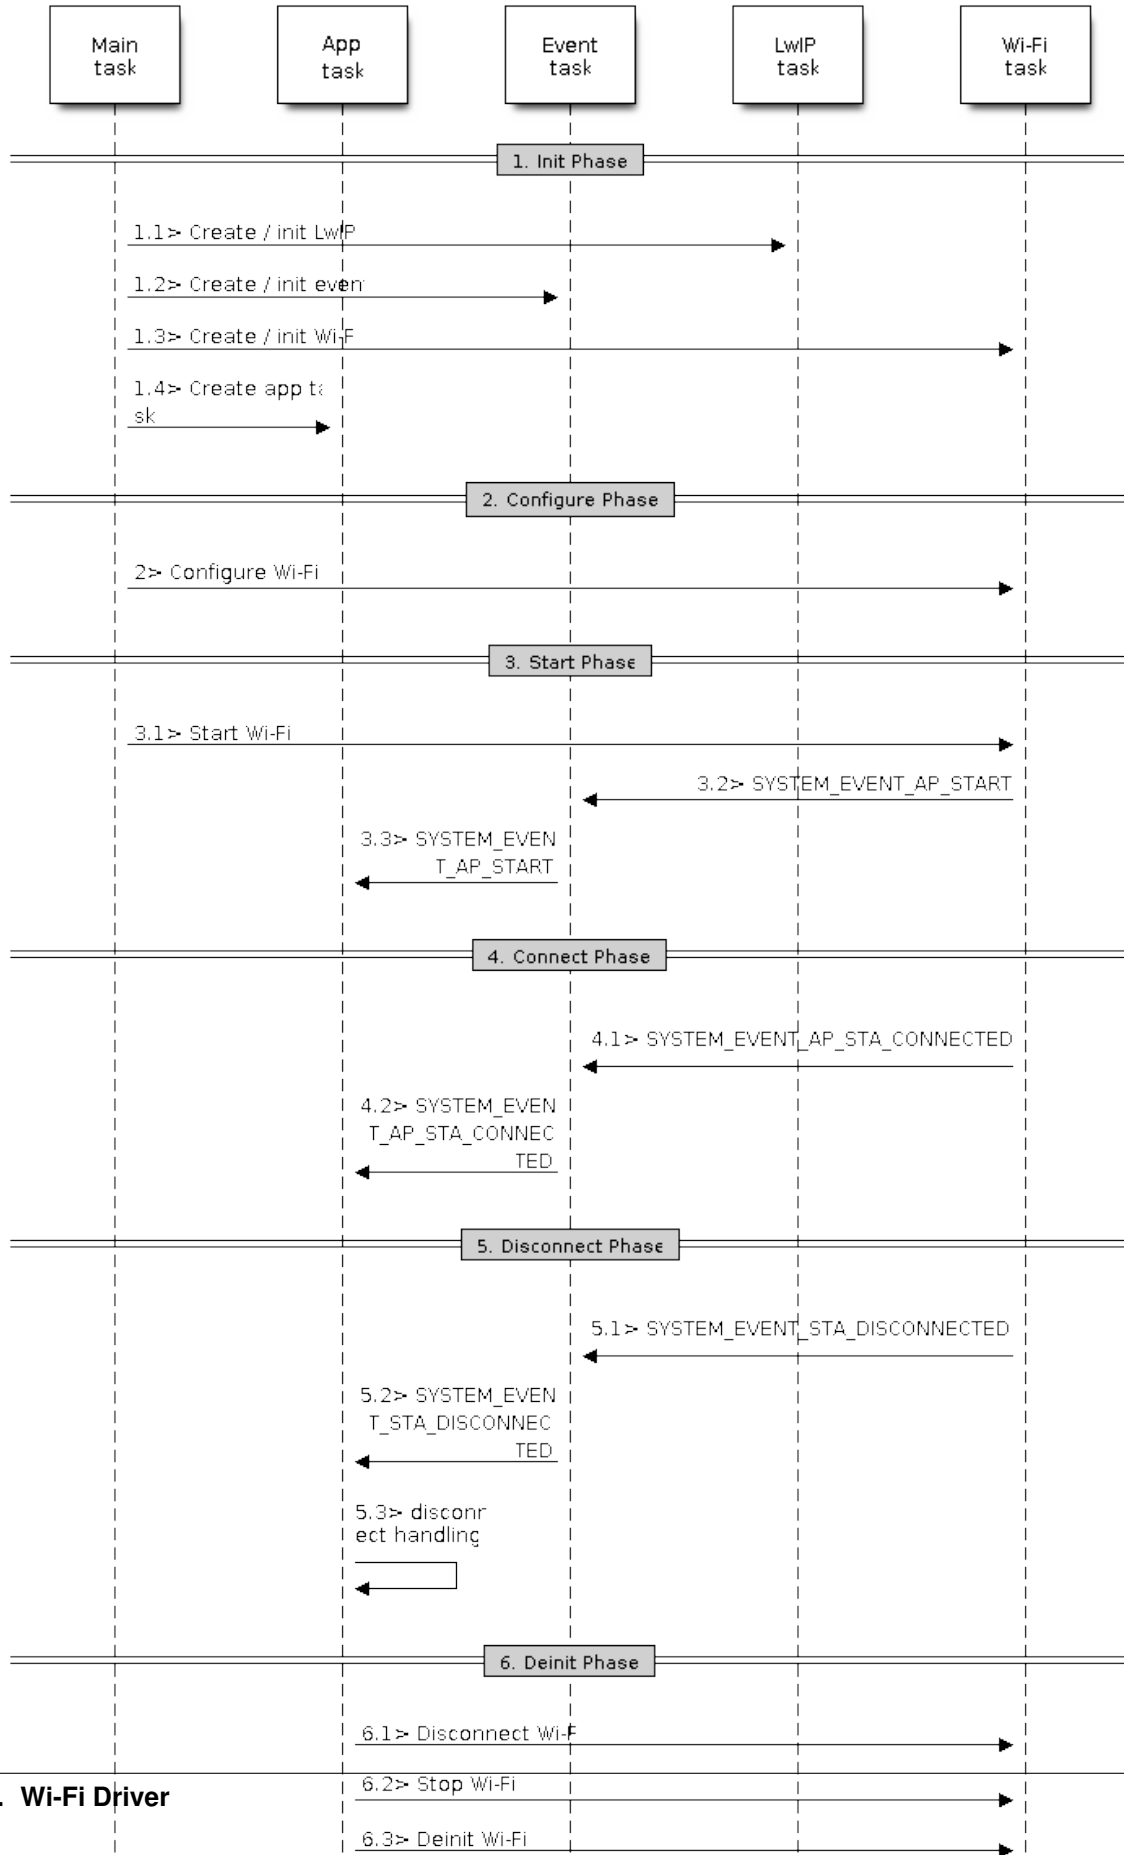 Main
task
App
task
Event
task
LwIP
task
Wi-Fi
task
1. Init Phase
1.1> Create / init LwIP
1.2> Create / init even
1.3> Create / init Wi-F
1.4> Create app ta
sk
2. Configure Phase
2> Configure Wi-Fi
3. Start Phase
3.1> Start Wi-Fi
3.2> SYSTEM_EVENT_AP_START
3.3> SYSTEM_EVEN
T_AP_START
4. Connect Phase
4.1> SYSTEM_EVENT_AP_STA_CONNECTED
4.2> SYSTEM_EVEN
T_AP_STA_CONNEC
TED
5. Disconnect Phase
5.1> SYSTEM_EVENT_STA_DISCONNECTED
5.2> SYSTEM_EVEN
T_STA_DISCONNEC
TED
5.3> disconn
ect handling
6. Deinit Phase
6.1> Disconnect Wi-F
6.2> Stop Wi-Fi
. Wi-Fi Driver
6.3> Deinit Wi-Fi